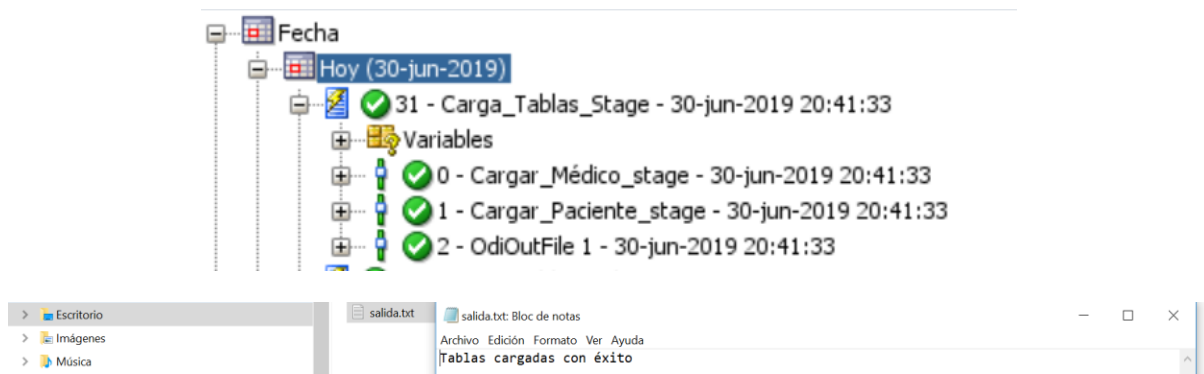 Fecha
Hoy (30-jun-2019)
31 - Carga_Tablas_Stage - 30-jun-2019 20:41:33
Variables
0 - Cargar_Médico_stage - 30-jun-2019 20:41:33
1 - Cargar_Paciente_stage - 30-jun-2019 20:41:33
2 - OdiOutFile 1 - 30-jun-2019 20:41:33
Escritorio
salida.txt
salida.txt: Bloc de notas
Imágenes
Archivo Edición Formato Ver Ayuda
Música
Tablas cargadas con éxito